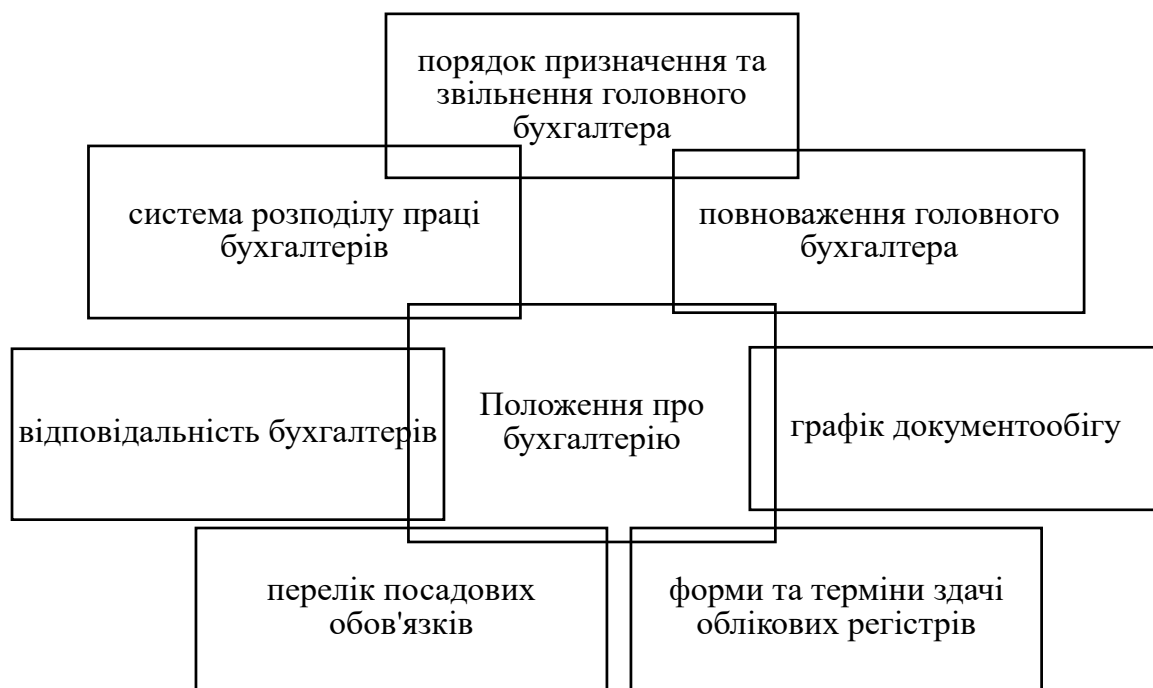 порядок призначення та
звільнення головного
бухгалтера
система розподілу праці
бухгалтерів
повноваження головного
бухгалтера
відповідальність бухгалтерів
Положення про
бухгалтерію
графік документообігу
перелік посадових
обов'язків
форми та терміни здачі
облікових регістрів